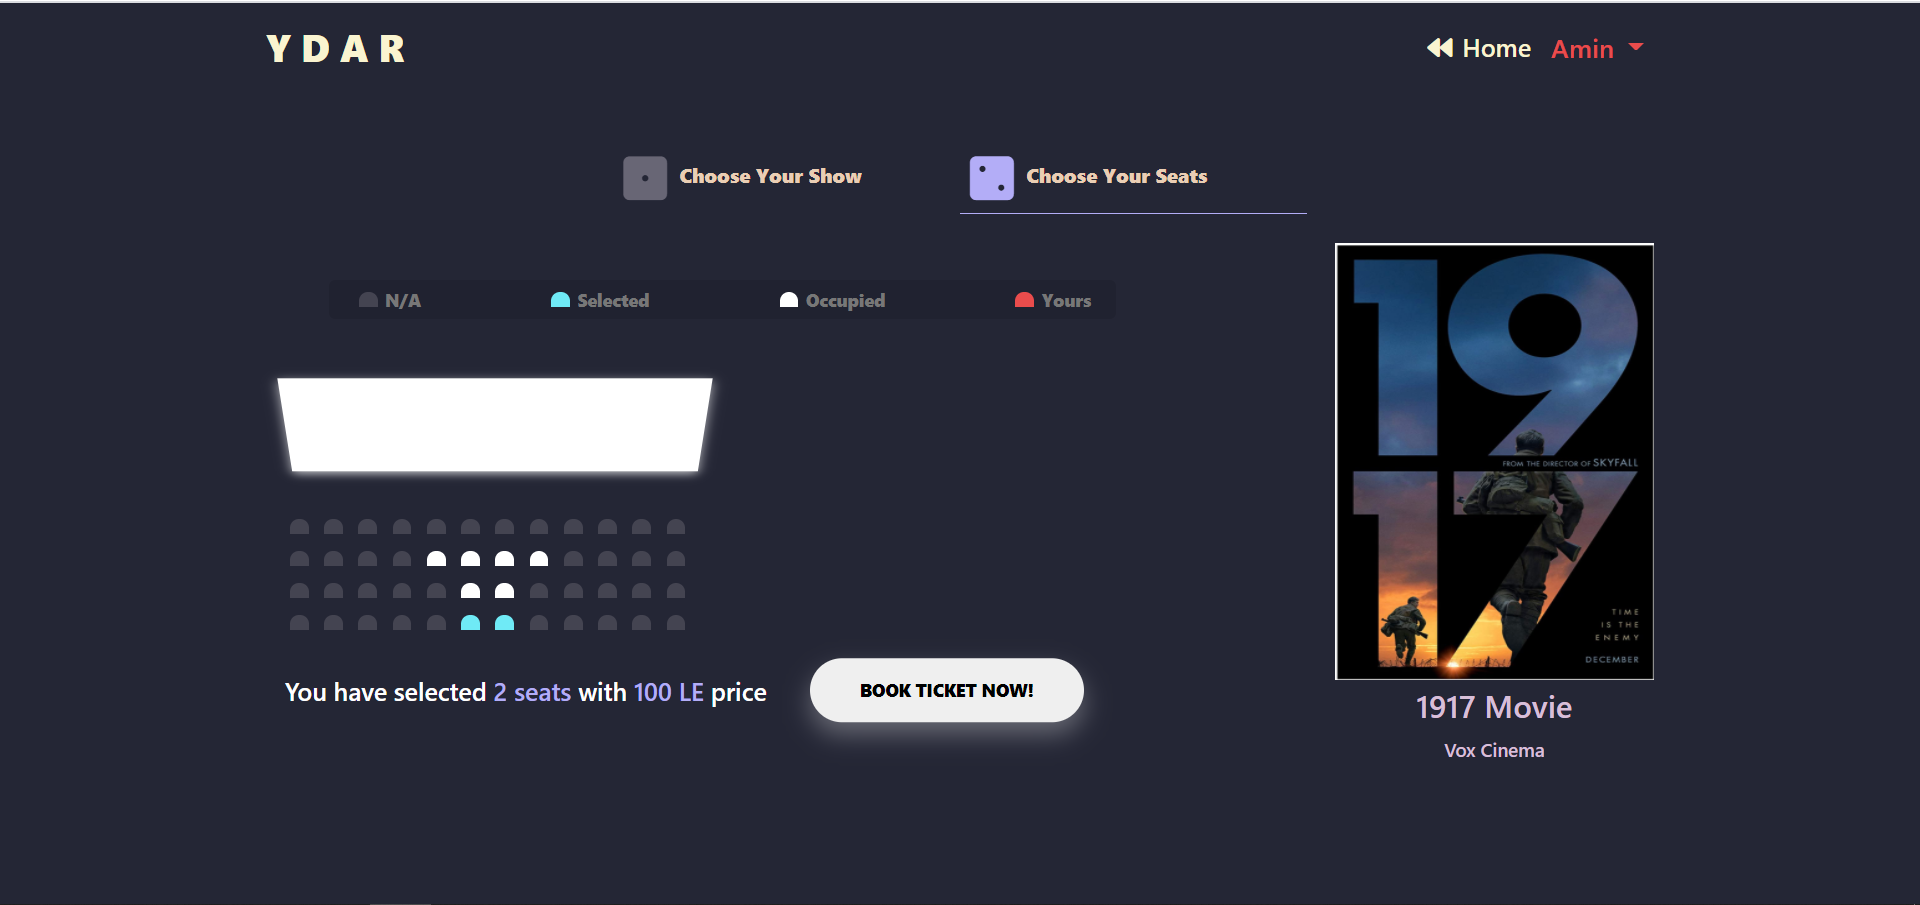 YDAR
Home Amin
Choose Your Show
Choose Your Seats
N/A Selected Occupied Yours
19
FROM THE DIRECTOR OF SKYFALL
17
TIME
IS THE
ENEMY
DECEMBER
You have selected 2 seats with 100 LE price
BOOK TICKET NOW!
1917 Movie
Vox Cinema